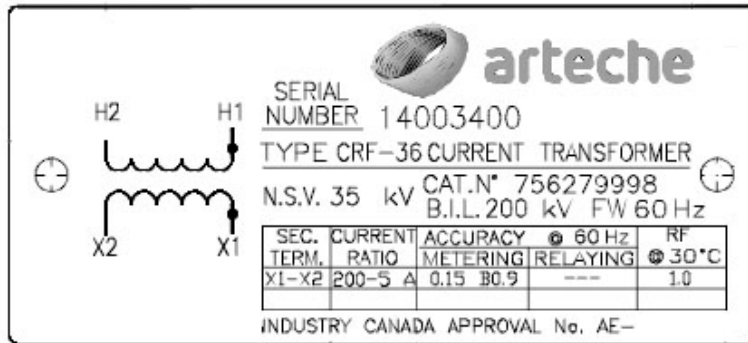 arteche
SERIAL
NUMBER 14003400
H2 H1
TYPE CRF-36 CURRENT TRANSFORMER
N.S.V. 35 kV CAT.N° 756279998
B.I.L. 200 kV FW 60 Hz
X2 X1
SEC. TERM. CURRENT RATIO ACCURACY @ 60 Hz RF @ 30°C
METERING RELAYING
X1-X2 200-5 A 0.15 B0.9 --- 1.0
INDUSTRY CANADA APPROVAL No. AE-